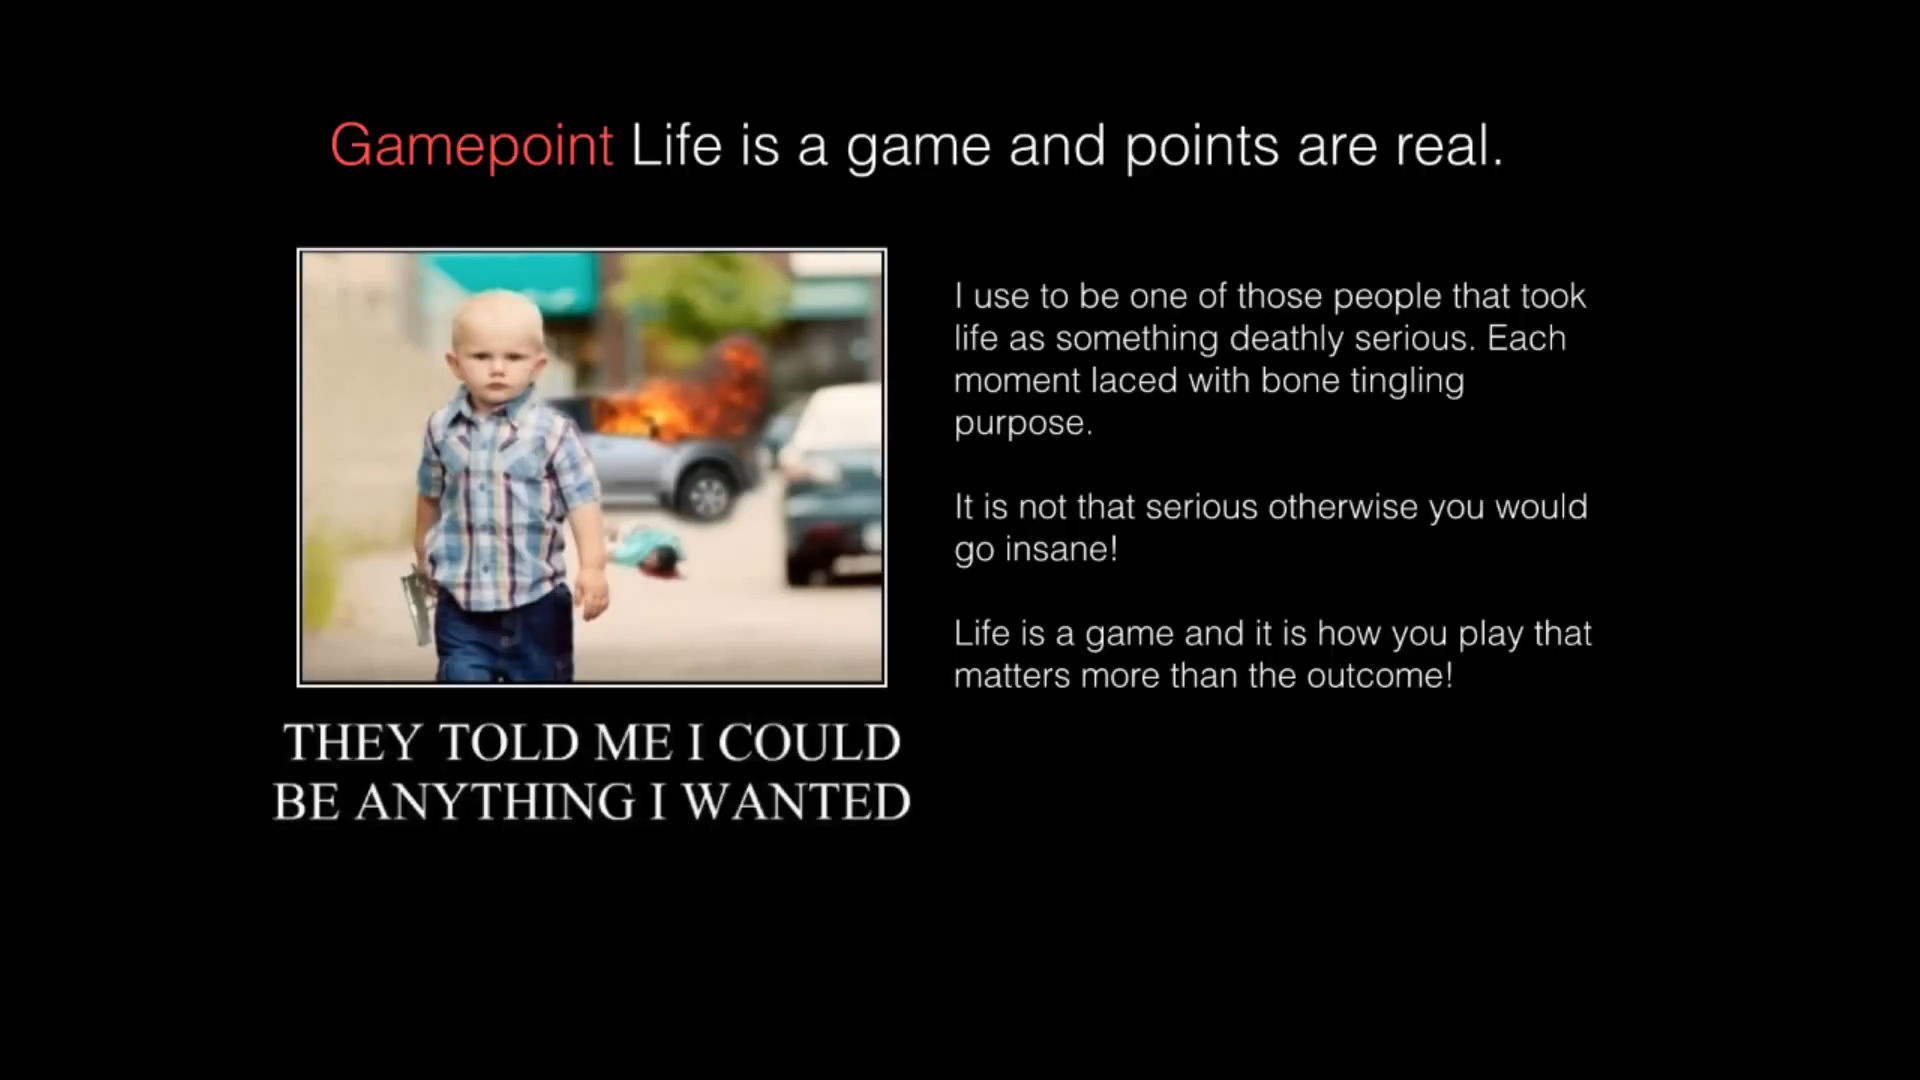 Gamepoint Life is a game and points are real.
I use to be one of those people that took
life as something deathly serious. Each
moment laced with bone tingling
purpose.
It is not that serious otherwise you would
go insane!
Life is a game and it is how you play that
matters more than the outcome!
THEY TOLD ME I COULD
BE ANYTHING I WANTED